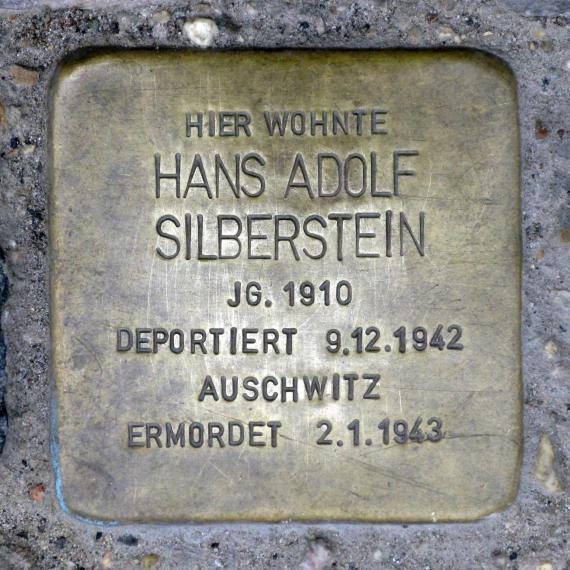 HIER WOHNTE
HANS ADOLF
SILBERSTEIN
JG. 1910
DEPORTIERT 9.12.1942
AUSCHWITZ
ERMORDET 2.1.1943